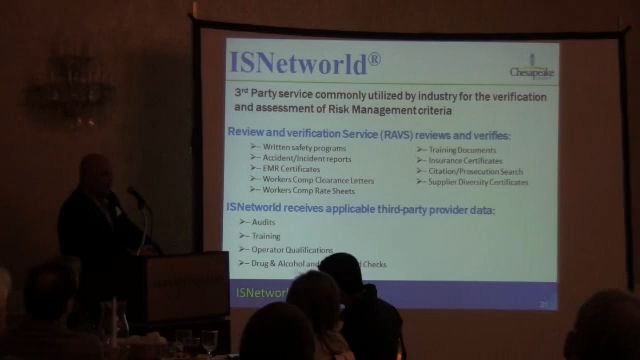 ISNetworld®
Chesapeake
3rd Party service commonly utilized by industry for the verification
and assessment of Risk Management criteria
Review and verification Service (RAVS) reviews and verifies:
Written safety programs
Accident/Incident reports
EMR Certificates
Workers Comp Clearance Letters
Workers Comp Rate Sheets
Training Documents
Insurance Certificates
Citation/Prosecution Search
Supplier Diversity Certificates
ISNetworld receives applicable third-party provider data:
Audits
Training
Operator Qualifications
Drug & Alcohol and d Checks
ISNetwor